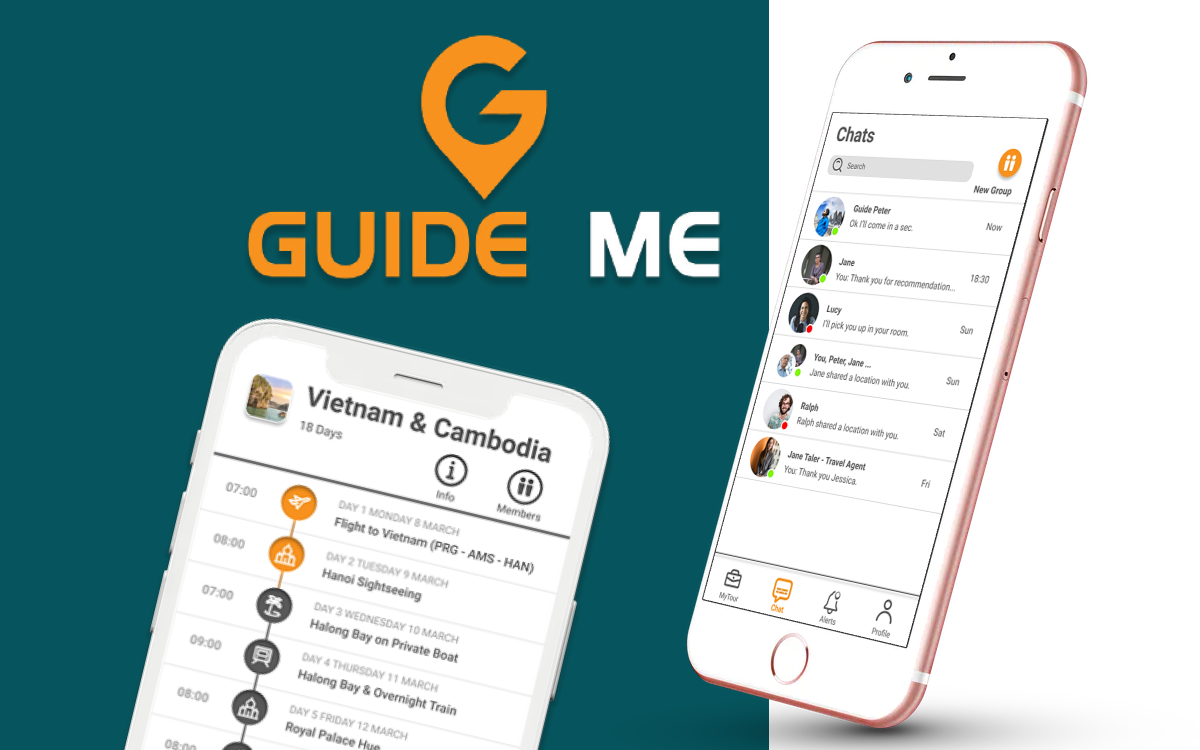 GUIDE ME
Vietnam & Cambodia
18 Days
Info
Members
07:00
DAY 1 MONDAY 8 MARCH
Flight to Vietnam (PRG - AMS - HAN)
08:00
DAY 2 TUESDAY 9 MARCH
Hanoi Sightseeing
07:00
DAY 3 WEDNESDAY 10 MARCH
Halong Bay on Private Boat
09:00
DAY 4 THURSDAY 11 MARCH
Halong Bay & Overnight Train
08:00
DAY 5 FRIDAY 12 MARCH
Royal Palace Hue
08:00
Chats
Search
New Group
Guide Peter
Ok I'll come in a sec.
Now
Jane
You: Thank you for recommendation...
18:30
Lucy
I'll pick you up in your room.
Sun
You, Peter, Jane ...
Jane shared a location with you.
Sun
Ralph
Ralph shared a location with you.
Sat
Jane Taler - Travel Agent
You: Thank you Jessica.
Fri
MyTour
Chat
Alerts
Profile